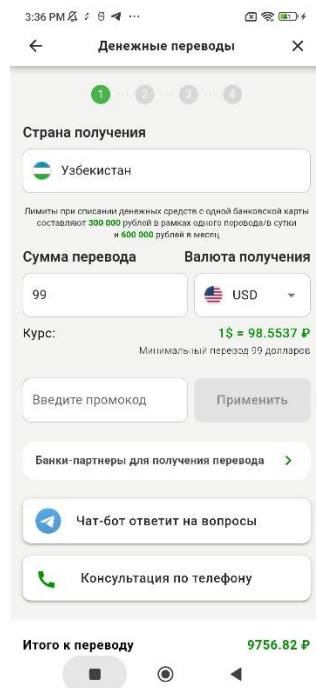 3:36 PM
Денежные переводы
1
2
3
4
Страна получения
Узбекистан
Лимиты при списании денежных средств с одной банковской карты
составляют 300 000 рублей в рамках одного перевода/в сутки
и 600 000 рублей в месяц
Сумма перевода Валюта получения
99 USD
Курс: 1$ = 98.5537 ₽
Минимальный перевод 99 долларов
Введите промокод Применить
Банки-партнеры для получения перевода
Чат-бот ответит на вопросы
Консультация по телефону
Итого к переводу 9756.82 ₽